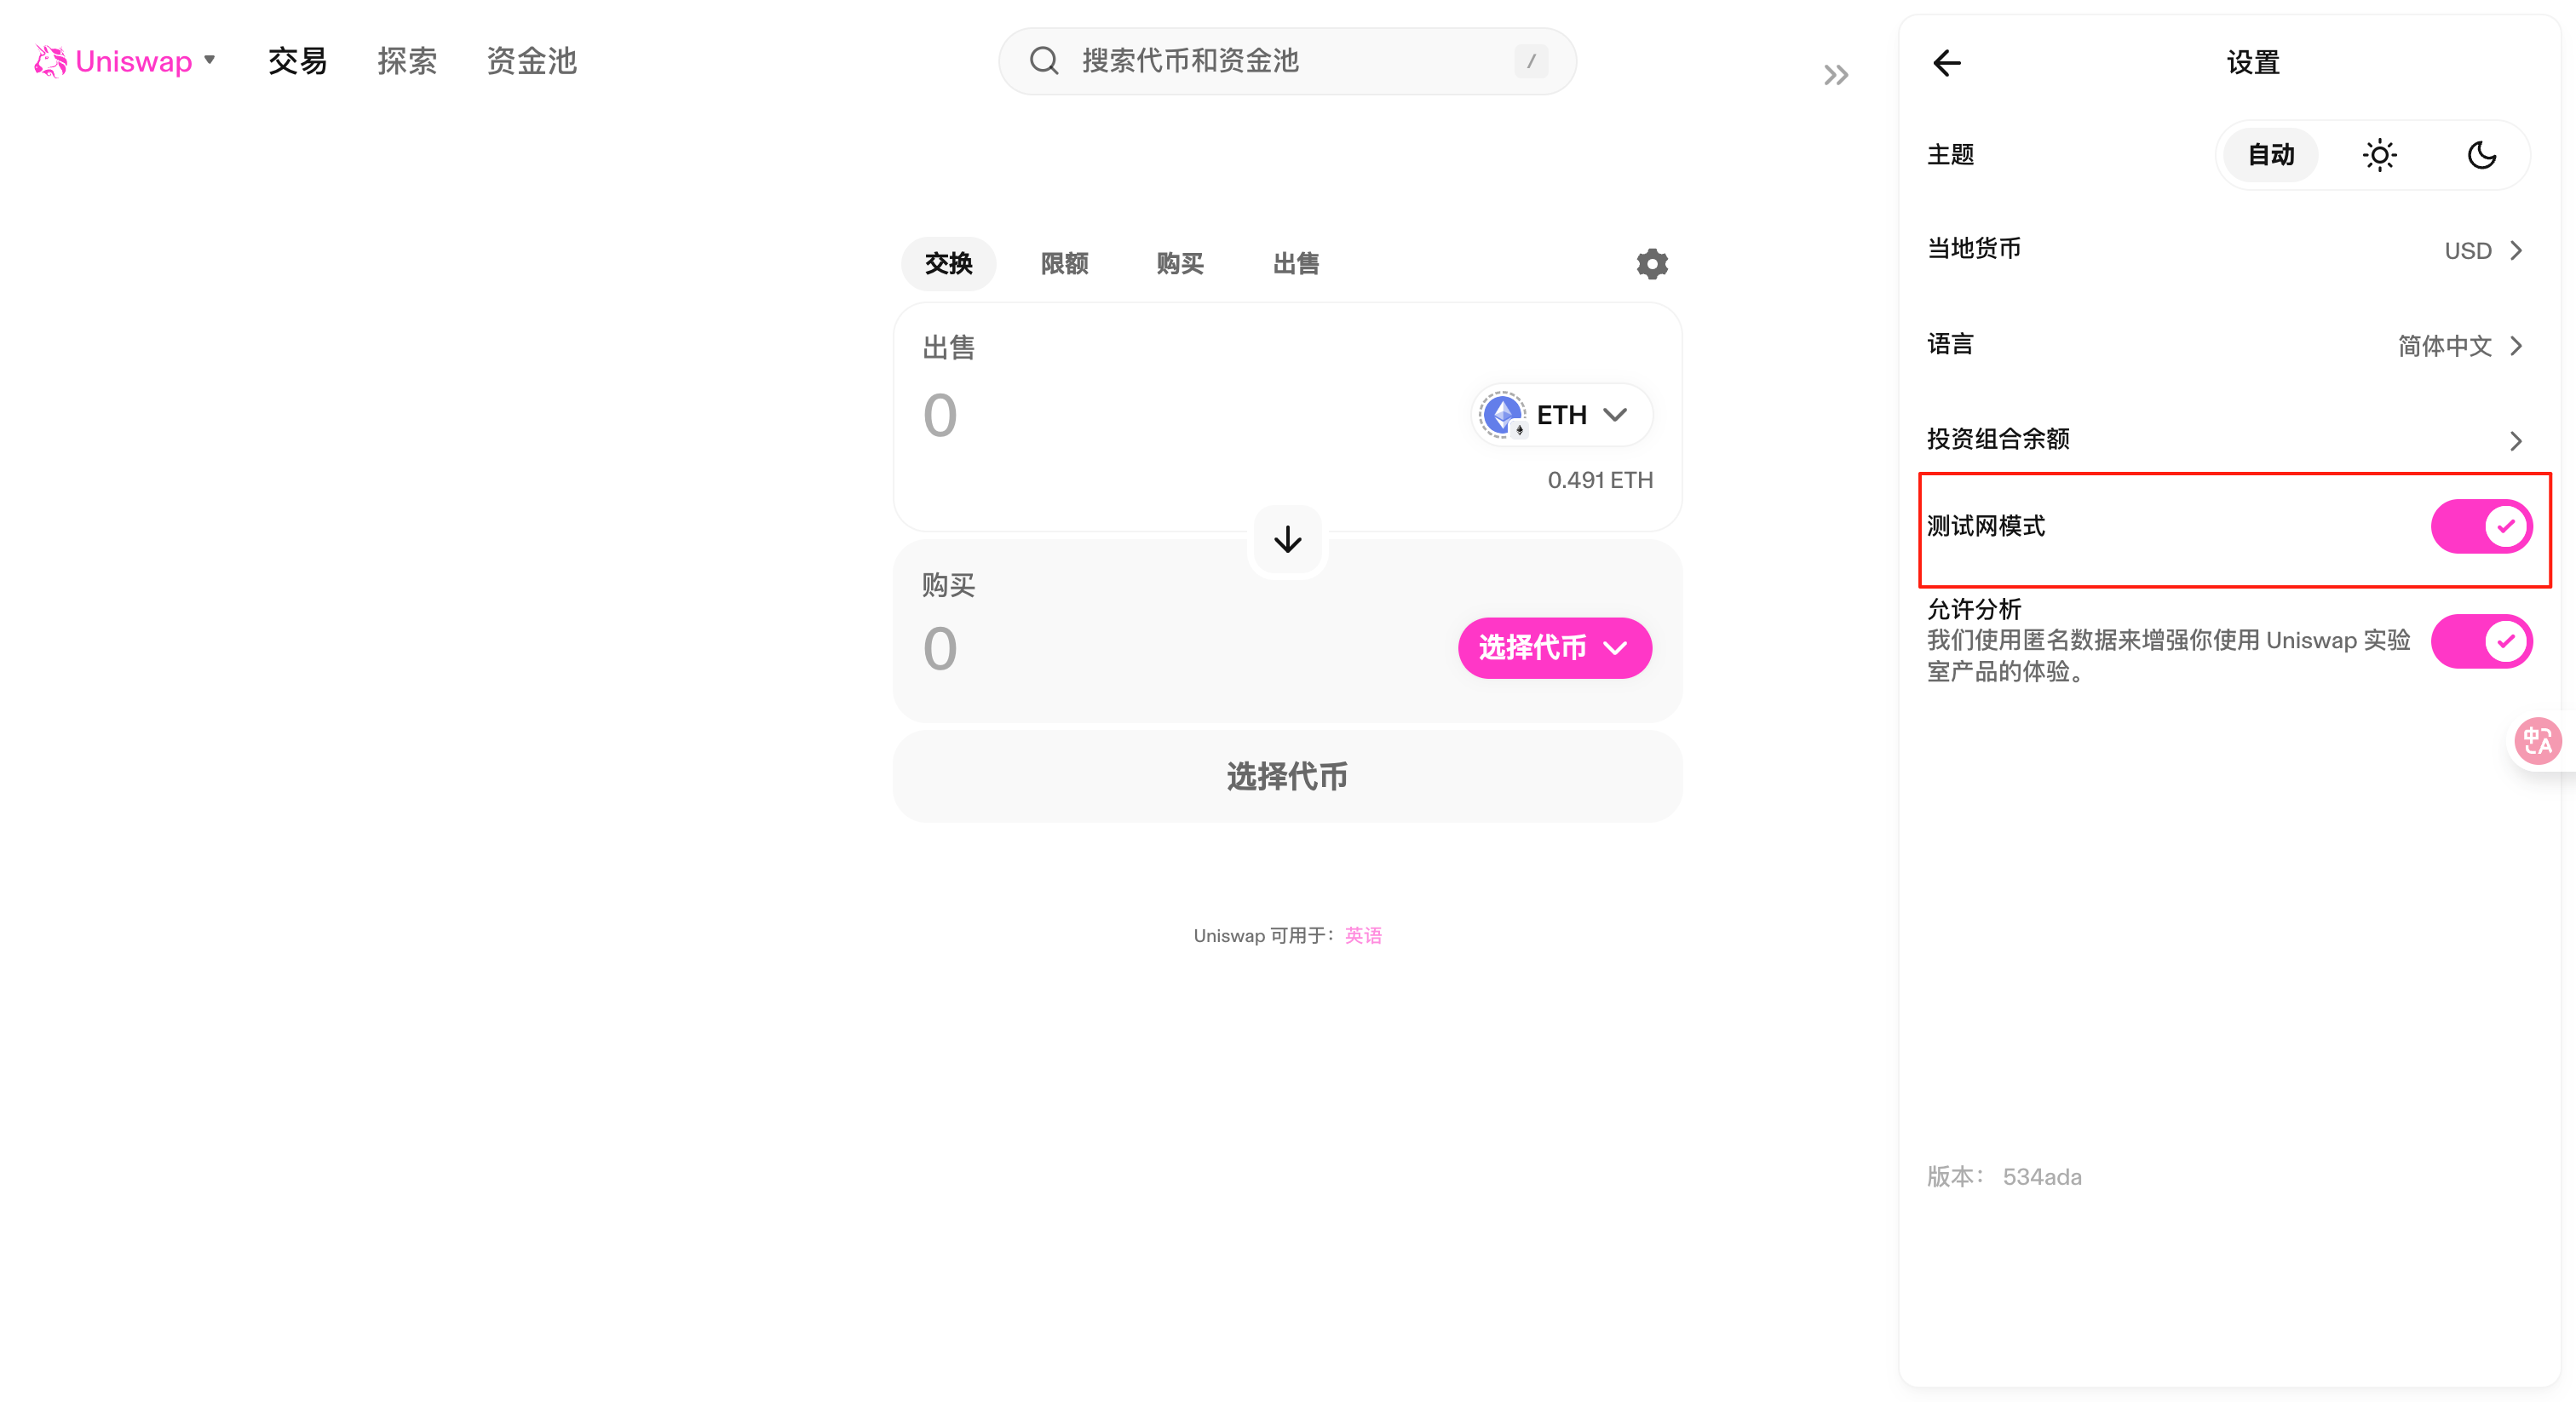 Uniswap
交易
探索
资金池
搜索代币和资金池
/
交换
限额
购买
出售
出售
0
ETH
0.491 ETH
购买
0
选择代币
选择代币
Uniswap 可用于：英语
设置
主题
自动
当地货币
USD
语言
简体中文
投资组合余额
测试网模式
允许分析
我们使用匿名数据来增强你使用 Uniswap 实验
室产品的体验。
中A
版本： 534ada